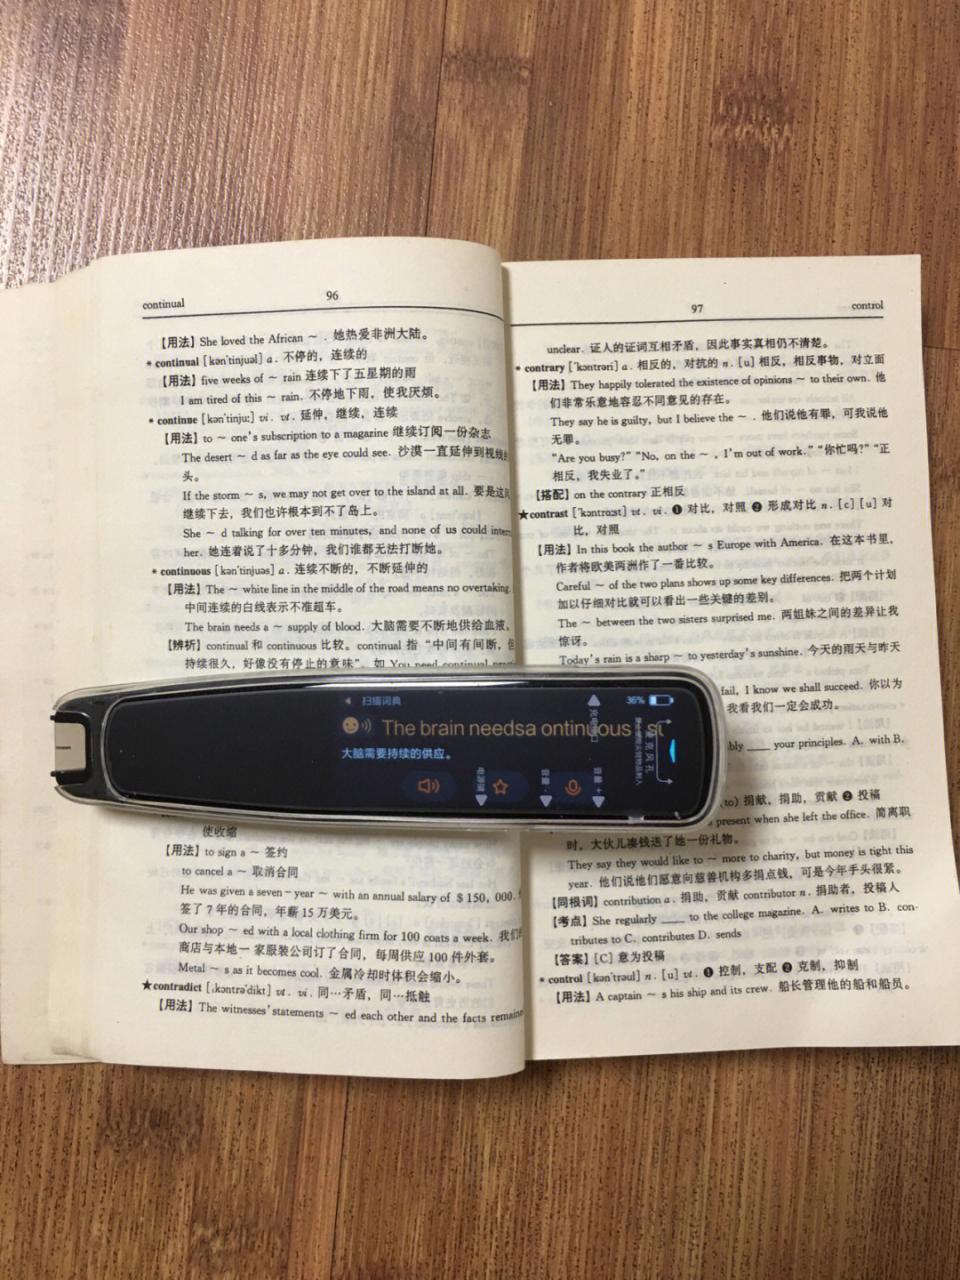 continual
96
【用法】She loved the African ~ . 她热爱非洲大陆。
*continual [kən'tinjuəl] a. 不停的，连续的
【用法】five weeks of ~ rain 连续下了五星期的雨
I am tired of this ~ rain. 不停地下雨，使我厌烦。
*continue [kən'tinju:] vi. vt. 延伸，继续，连续
【用法】to ~ one's subscription to a magazine 继续订阅一份杂志
The desert ~ d as far as the eye could see. 沙漠一直延伸到视线的
头。
If the storm ~ s, we may not get over to the island at all. 要是这风
继续下去，我们也许根本到不了岛上。
She ~ d talking for over ten minutes, and none of us could inter
her. 她连着说了十多分钟，我们谁都无法打断她。
*continuous [kən'tinjuəs] a. 连续不断的，不断延伸的
【用法】The ~ white line in the middle of the road means no overtaking.
中间连续的白线表示不准超车。
The brain needs a ~ supply of blood. 大脑需要不断地供给血液。
【辨析】continual 和 continuous 比较。continual 指“中间有间断，但
持续很久，好像没有停止的意味”，如 You need continual
扫描词典
36%
The brain needsa ontinuous su
大脑需要持续的供应。
电源键
音量 -
音量 +
麦克风孔
使收缩
【用法】to sign a ~ 签约
to cancel a ~ 取消合同
He was given a seven-year ~ with an annual salary of $ 150, 000.
签了 7 年的合同，年薪 15 万美元。
Our shop ~ ed with a local clothing firm for 100 coats a week. 我们
商店与本地一家服装公司订了合同，每周供应 100 件外套。
Metal ~ s as it becomes cool. 金属冷却时体积会缩小。
★contradict [ˌkɔntrə'dikt] vt. vi. 同…矛盾，同…抵触
【用法】The witnesses' statements ~ ed each other and the facts remaine
97
control
unclear. 证人的证词互相矛盾，因此事实真相仍不清楚。
*contrary ['kɔntrəri] a. 相反的，对抗的 n. [u] 相反，相反事物，对立面
【用法】They happily tolerated the existence of opinions ~ to their own. 他
们非常乐意地容忍不同意见的存在。
They say he is guilty, but I believe the ~ . 他们说他有罪，可我说他
无罪。
“Are you busy?” “No, on the ~ , I'm out of work.” “你忙吗?” “正
相反，我失业了。”
【搭配】on the contrary 正相反
★contrast ['kɔntrɑːst] vt. vi. ❶ 对比，对照 ❷ 形成对比 n. [c] [u] 对
比，对照
【用法】In this book the author ~ s Europe with America. 在这本书里，
作者将欧美两洲作了一番比较。
Careful ~ of the two plans shows up some key differences. 把两个计划
加以仔细对比就可以看出一些关键的差别。
The ~ between the two sisters surprised me. 两姐妹之间的差异让我
惊讶。
Today's rain is a sharp ~ to yesterday's sunshine. 今天的雨天与昨天
fail, I know we shall succeed. 你以为
我看我们一定会成功。
bly ____ your principles. A. with B.
(to) 捐献，捐助，贡献 ❷ 投稿
present when she left the office. 简离职
时，大伙儿凑钱送了她一份礼物。
They say they would like to ~ more to charity, but money is tight this
year. 他们说他们愿意向慈善机构多捐点钱，可是今年手头很紧。
【同根词】contribution n. 捐助，贡献 contributor n. 捐助者，投稿人
【考点】She regularly ____ to the college magazine. A. writes to B. con-
tributes to C. contributes D. sends
【答案】[C] 意为投稿
*control [kən'trəul] n. [u] vt. ❶ 控制，支配 ❷ 克制，抑制
【用法】A captain ~ s his ship and its crew. 船长管理他的船和船员。